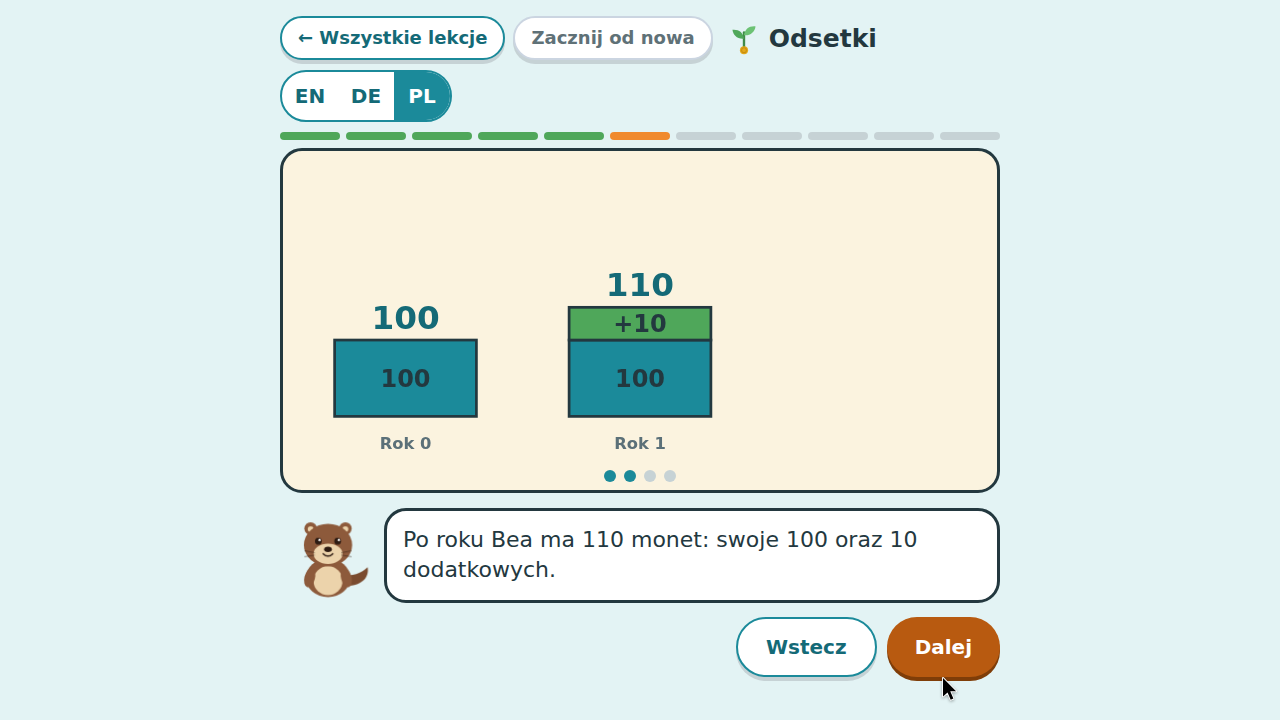 ← Wszystkie lekcje
Zacznij od nowa
Odsetki
EN DE PL
100
100
Rok 0
110
+10
100
Rok 1
Po roku Bea ma 110 monet: swoje 100 oraz 10
dodatkowych.
Wstecz
Dalej